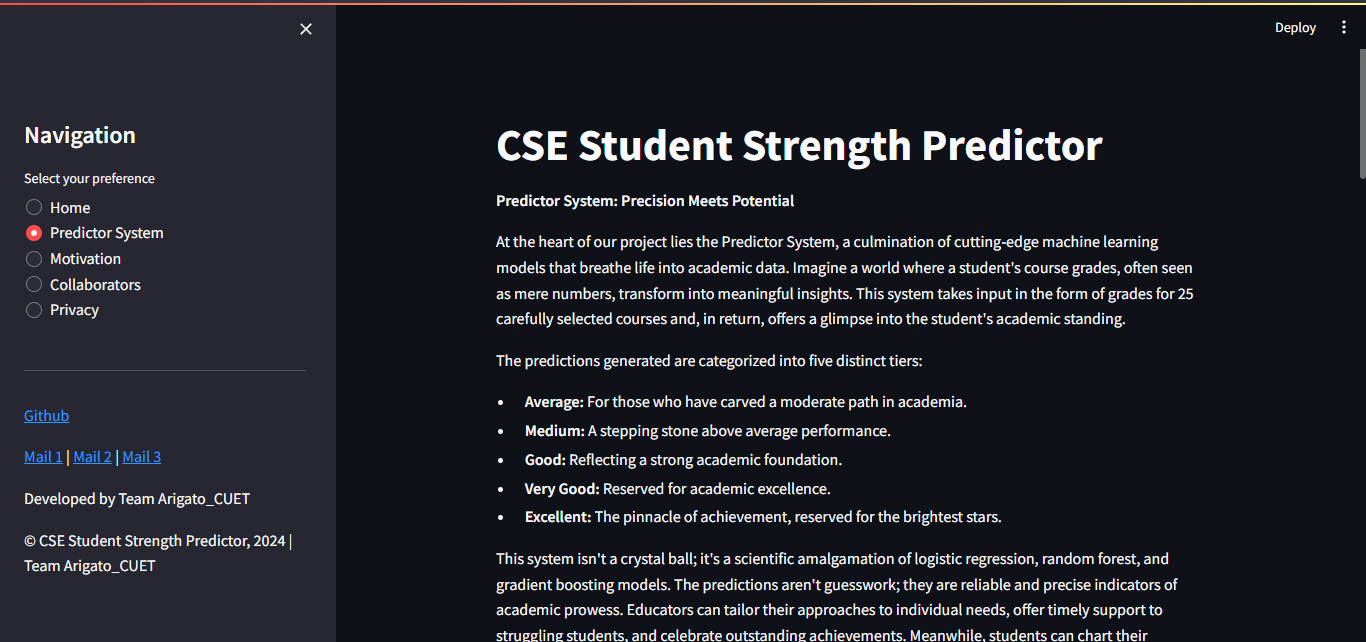 Deploy
Navigation
Select your preference
Home
Predictor System
Motivation
Collaborators
Privacy
Github
Mail 1 | Mail 2 | Mail 3
Developed by Team Arigato_CUET
© CSE Student Strength Predictor, 2024 |
Team Arigato_CUET
CSE Student Strength Predictor
Predictor System: Precision Meets Potential
At the heart of our project lies the Predictor System, a culmination of cutting-edge machine learning
models that breathe life into academic data. Imagine a world where a student's course grades, often seen
as mere numbers, transform into meaningful insights. This system takes input in the form of grades for 25
carefully selected courses and, in return, offers a glimpse into the student's academic standing.
The predictions generated are categorized into five distinct tiers:
• Average: For those who have carved a moderate path in academia.
• Medium: A stepping stone above average performance.
• Good: Reflecting a strong academic foundation.
• Very Good: Reserved for academic excellence.
• Excellent: The pinnacle of achievement, reserved for the brightest stars.
This system isn't a crystal ball; it's a scientific amalgamation of logistic regression, random forest, and
gradient boosting models. The predictions aren't guesswork; they are reliable and precise indicators of
academic prowess. Educators can tailor their approaches to individual needs, offer timely support to
struggling students, and celebrate outstanding achievements. Meanwhile, students can chart their